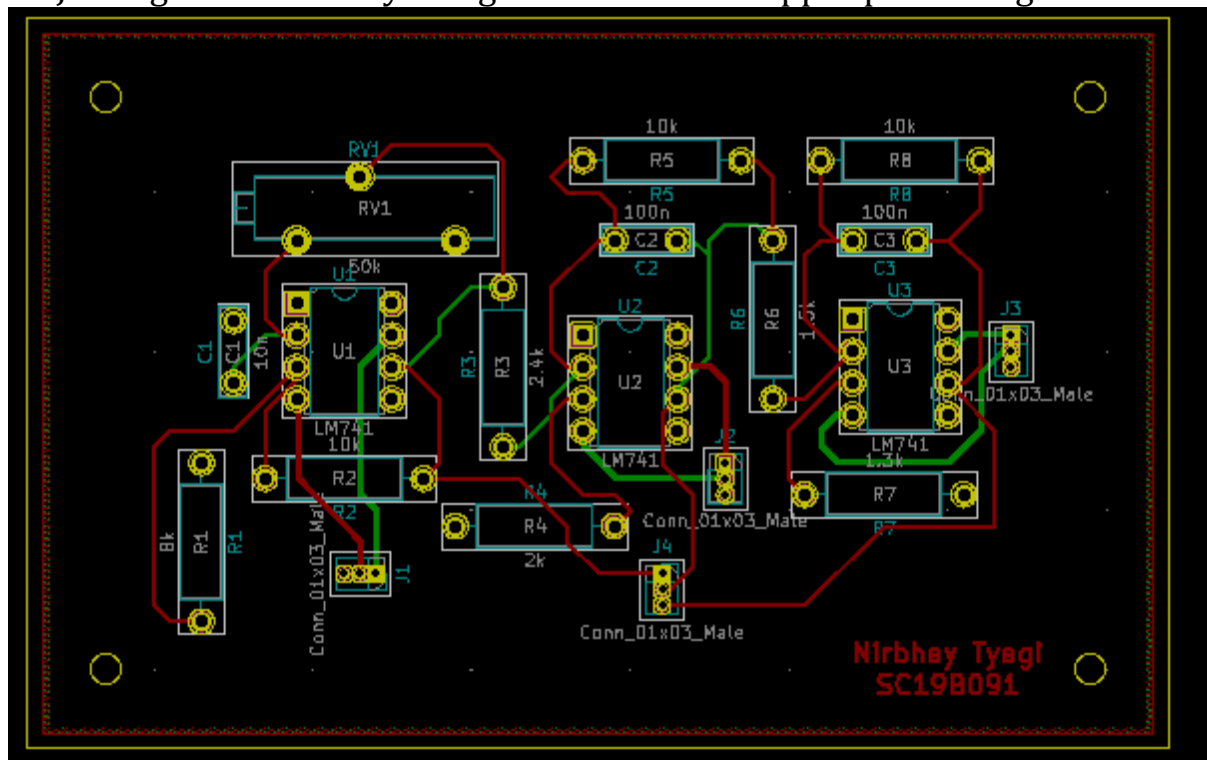 10k
10k
RV1
R5
R8
RV1
R5
R8
100n
100n
C2
C3
50k
C2
C3
U1
U2
U3
J3
C1
C1
10n
U1
R3
R3
2.4k
U2
R6
R6
1.5k
U3
Conn_01x03_Male
LM741
10k
LM741
J2
LM741
1.3k
R2
R2
R4
R4
2k
Conn_01x03_Male
R7
R7
8k
R1
R1
Conn_01x03_Male
J1
J4
Conn_01x03_Male
Nirbhay Tyagi
SC19B091